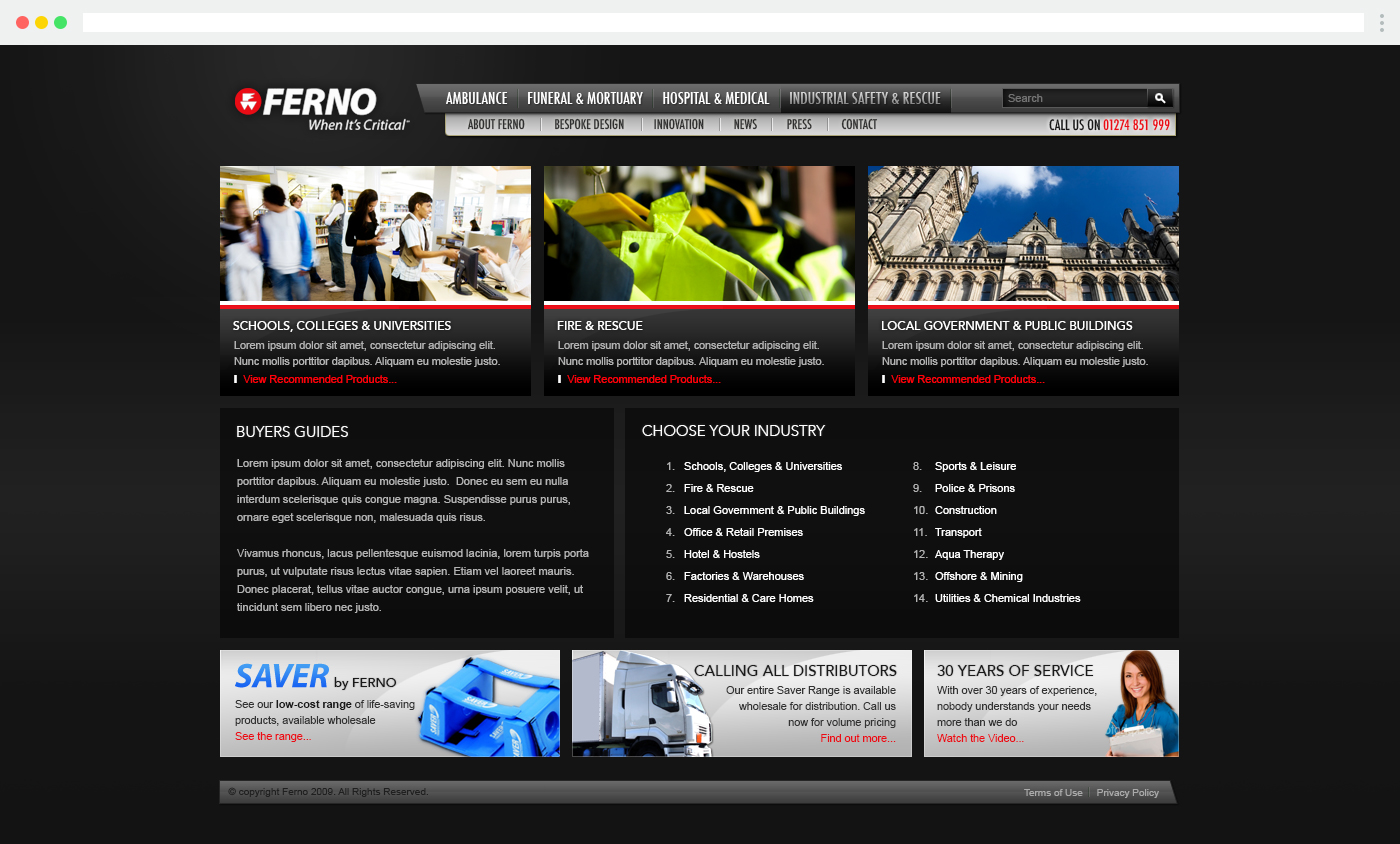 FERNO
When It's Critical™
AMBULANCE
FUNERAL & MORTUARY
HOSPITAL & MEDICAL
INDUSTRIAL SAFETY & RESCUE
Search
ABOUT FERNO
BESPOKE DESIGN
INNOVATION
NEWS
PRESS
CONTACT
CALL US ON 01274 851 999
SCHOOLS, COLLEGES & UNIVERSITIES
Lorem ipsum dolor sit amet, consectetur adipiscing elit.
Nunc mollis porttitor dapibus. Aliquam eu molestie justo.
View Recommended Products...
FIRE & RESCUE
Lorem ipsum dolor sit amet, consectetur adipiscing elit.
Nunc mollis porttitor dapibus. Aliquam eu molestie justo.
View Recommended Products...
LOCAL GOVERNMENT & PUBLIC BUILDINGS
Lorem ipsum dolor sit amet, consectetur adipiscing elit.
Nunc mollis porttitor dapibus. Aliquam eu molestie justo.
View Recommended Products...
BUYERS GUIDES
Lorem ipsum dolor sit amet, consectetur adipiscing elit. Nunc mollis
porttitor dapibus. Aliquam eu molestie justo.  Donec eu sem eu nulla
interdum scelerisque quis congue magna. Suspendisse purus purus,
ornare eget scelerisque non, malesuada quis risus.
Vivamus rhoncus, lacus pellentesque euismod lacinia, lorem turpis porta
purus, ut vulputate risus lectus vitae sapien. Etiam vel laoreet mauris.
Donec placerat, tellus vitae auctor congue, urna ipsum posuere velit, ut
tincidunt sem libero nec justo.
CHOOSE YOUR INDUSTRY
1. Schools, Colleges & Universities
2. Fire & Rescue
3. Local Government & Public Buildings
4. Office & Retail Premises
5. Hotel & Hostels
6. Factories & Warehouses
7. Residential & Care Homes
8. Sports & Leisure
9. Police & Prisons
10. Construction
11. Transport
12. Aqua Therapy
13. Offshore & Mining
14. Utilities & Chemical Industries
SAVER by FERNO
See our low-cost range of life-saving
products, available wholesale
See the range...
SAVER
CALLING ALL DISTRIBUTORS
Our entire Saver Range is available
wholesale for distribution. Call us
now for volume pricing
Find out more...
30 YEARS OF SERVICE
With over 30 years of experience,
nobody understands your needs
more than we do
Watch the Video...
© copyright Ferno 2009. All Rights Reserved.
Terms of Use
Privacy Policy